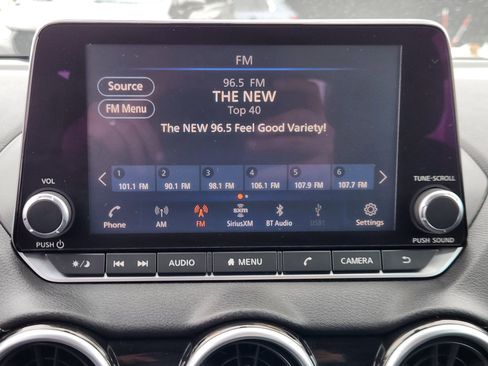 FM
Source
96.5 FM
FM Menu
THE NEW
Top 40
The NEW 96.5 Feel Good Variety!
1 2 3 4 5 6
101.1 FM 90.1 FM 98.1 FM 106.1 FM 107.9 FM 107.7 FM
VOL
TUNE·SCROLL
Phone AM FM SiriusXM BT Audio USB1 Settings
sxm
PUSH
PUSH SOUND
AUDIO MENU CAMERA